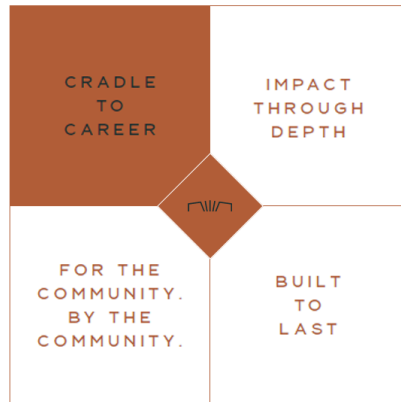 CRADLE
TO
CAREER
IMPACT
THROUGH
DEPTH
FOR THE
COMMUNITY.
BY THE
COMMUNITY.
BUILT
TO
LAST